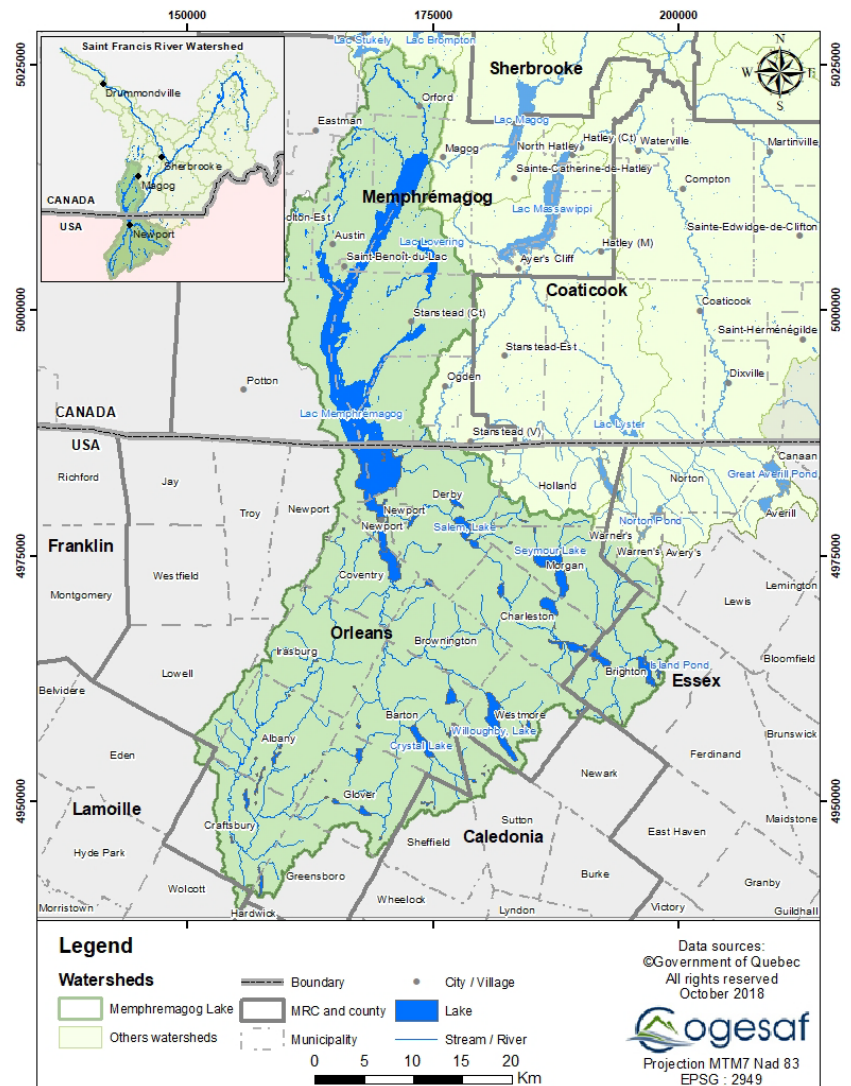 150000
175000
200000
Lac Stukely
Lac Brompton
5025000
5025000
Saint Francis River Watershed
Drummondville
Sherbrooke
Magog
CANADA
USA
Newport
Sherbrooke
N
W
E
S
Orford
Eastman
Lac Magog
Magog
North Hatley
Hatley (Ct)
Waterville
Martinville
Sainte-Catherine-de-Hatley
Compton
Memphrémagog
Lac Massawippi
olton-Est
Austin
Lac Lovering
Sainte-Edwidge-de-Clifton
Saint-Benoît-du-Lac
Ayer's Cliff
Hatley (M)
Coaticook
5000000
5000000
Stanstead (Ct)
Coaticook
Saint-Herménégilde
Stanstead-Est
Potton
Ogden
Dixville
CANADA
Lac Memphrémagog
Lac Lyster
Stanstead (V)
USA
Richford
Jay
Holland
Norton
Canaan
Great Averill Pond
Troy
Newport
Derby
Newport
Newport
Salem, Lake
Norton Pond
Averill
Warner's
Franklin
Seymour Lake
Warren's
Avery's
4975000
4975000
Westfield
Coventry
Morgan
Montgomery
Lewis
Lemington
Charleston
Orleans
Brownington
Irasburg
Lowell
Island Pond
Brighton
Essex
Bloomfield
Belvidere
Barton
Westmore
Willoughby, Lake
Albany
Crystal Lake
Brunswick
Eden
Ferdinand
Newark
Glover
4950000
4950000
Lamoille
Craftsbury
Sutton
Maidstone
Sheffield
Caledonia
East Haven
Hyde Park
Greensboro
Burke
Wolcott
Wheelock
Granby
Morristown
Hardwick
Lyndon
Victory
Guildhall
Legend
Watersheds
Memphremagog Lake
Others watersheds
Boundary
MRC and county
Municipality
City / Village
Lake
Stream / River
0 5 10 15 20
Km
Data sources:
©Government of Quebec
All rights reserved
October 2018
Cogesaf
Projection MTM7 Nad 83
EPSG : 2949